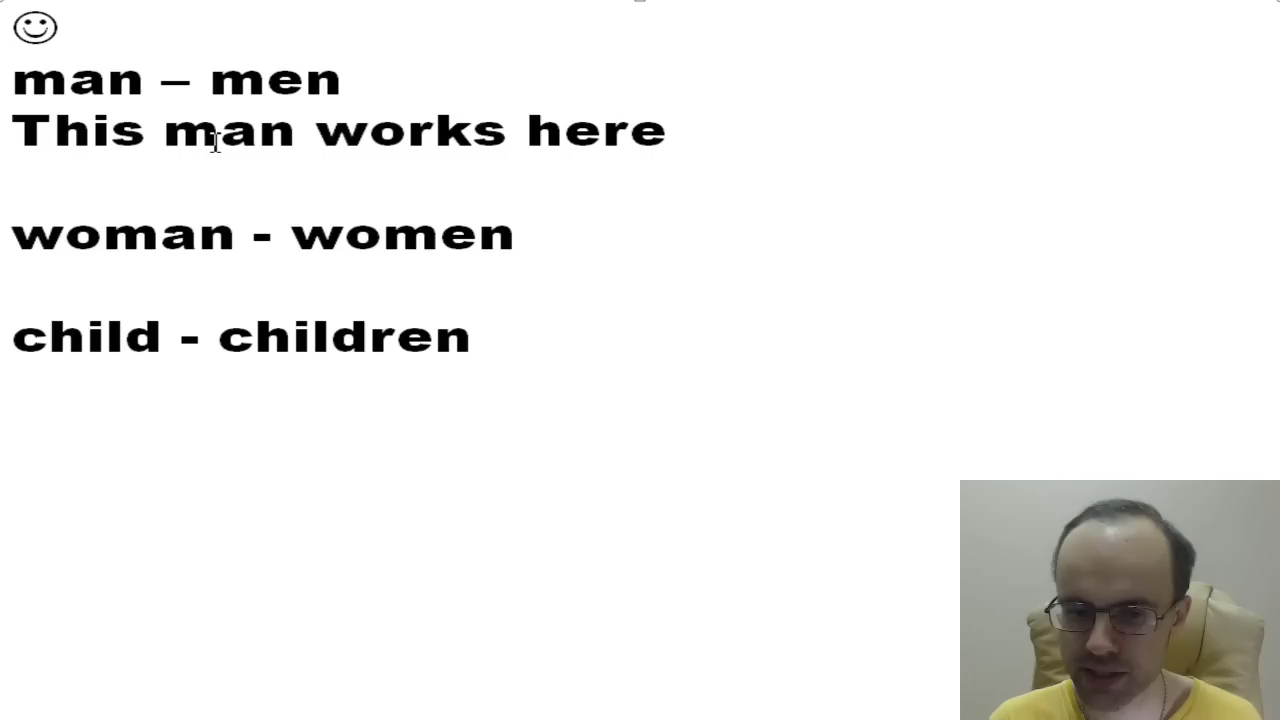 man – men
This man works here
woman - women
child - children